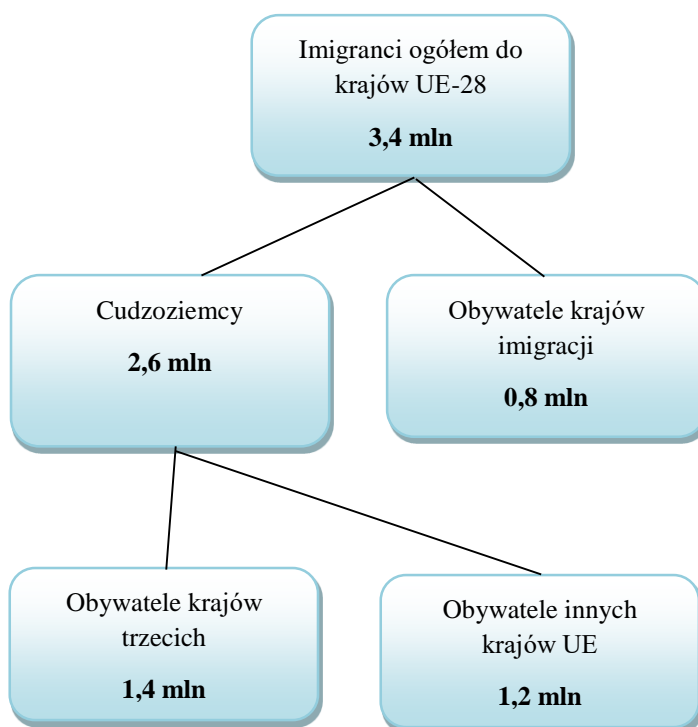 Imigranci ogółem do
krajów UE-28
3,4 mln
Cudzoziemcy
2,6 mln
Obywatele krajów
imigracji
0,8 mln
Obywatele krajów
trzecich
1,4 mln
Obywatele innych
krajów UE
1,2 mln